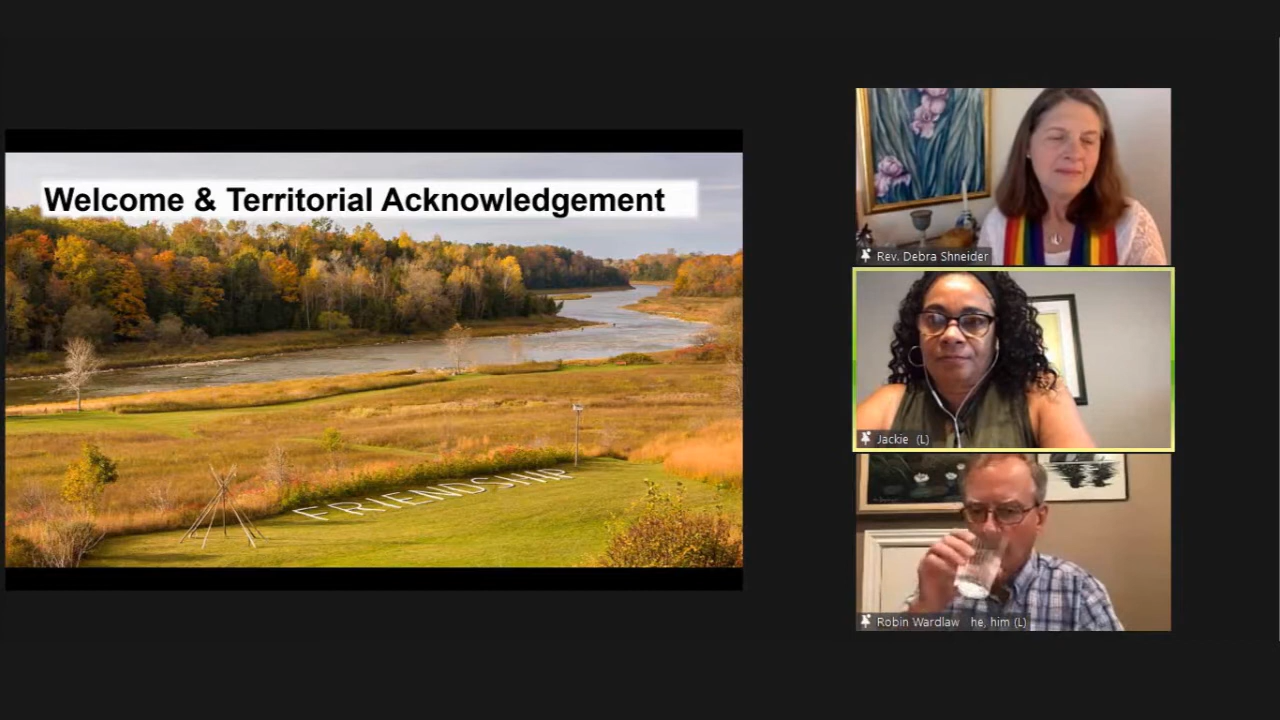 Welcome & Territorial Acknowledgement
FRIENDSHIP
Rev. Debra Shneider
Jackie (L)
Robin Wardlaw he, him (L)